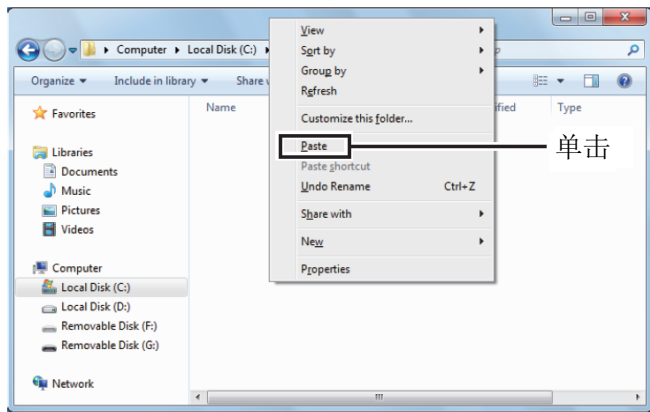 Computer ▸ Local Disk (C:) ▸
Organize ▾ Include in library ▾ Share
Favorites
Libraries
Documents
Music
Pictures
Videos
Computer
Local Disk (C:)
Local Disk (D:)
Removable Disk (F:)
Removable Disk (G:)
Network
Name
Type
View
Sort by
Group by
Refresh
Customize this folder...
Paste
Paste shortcut
Undo Rename Ctrl+Z
Share with
New
Properties
单击